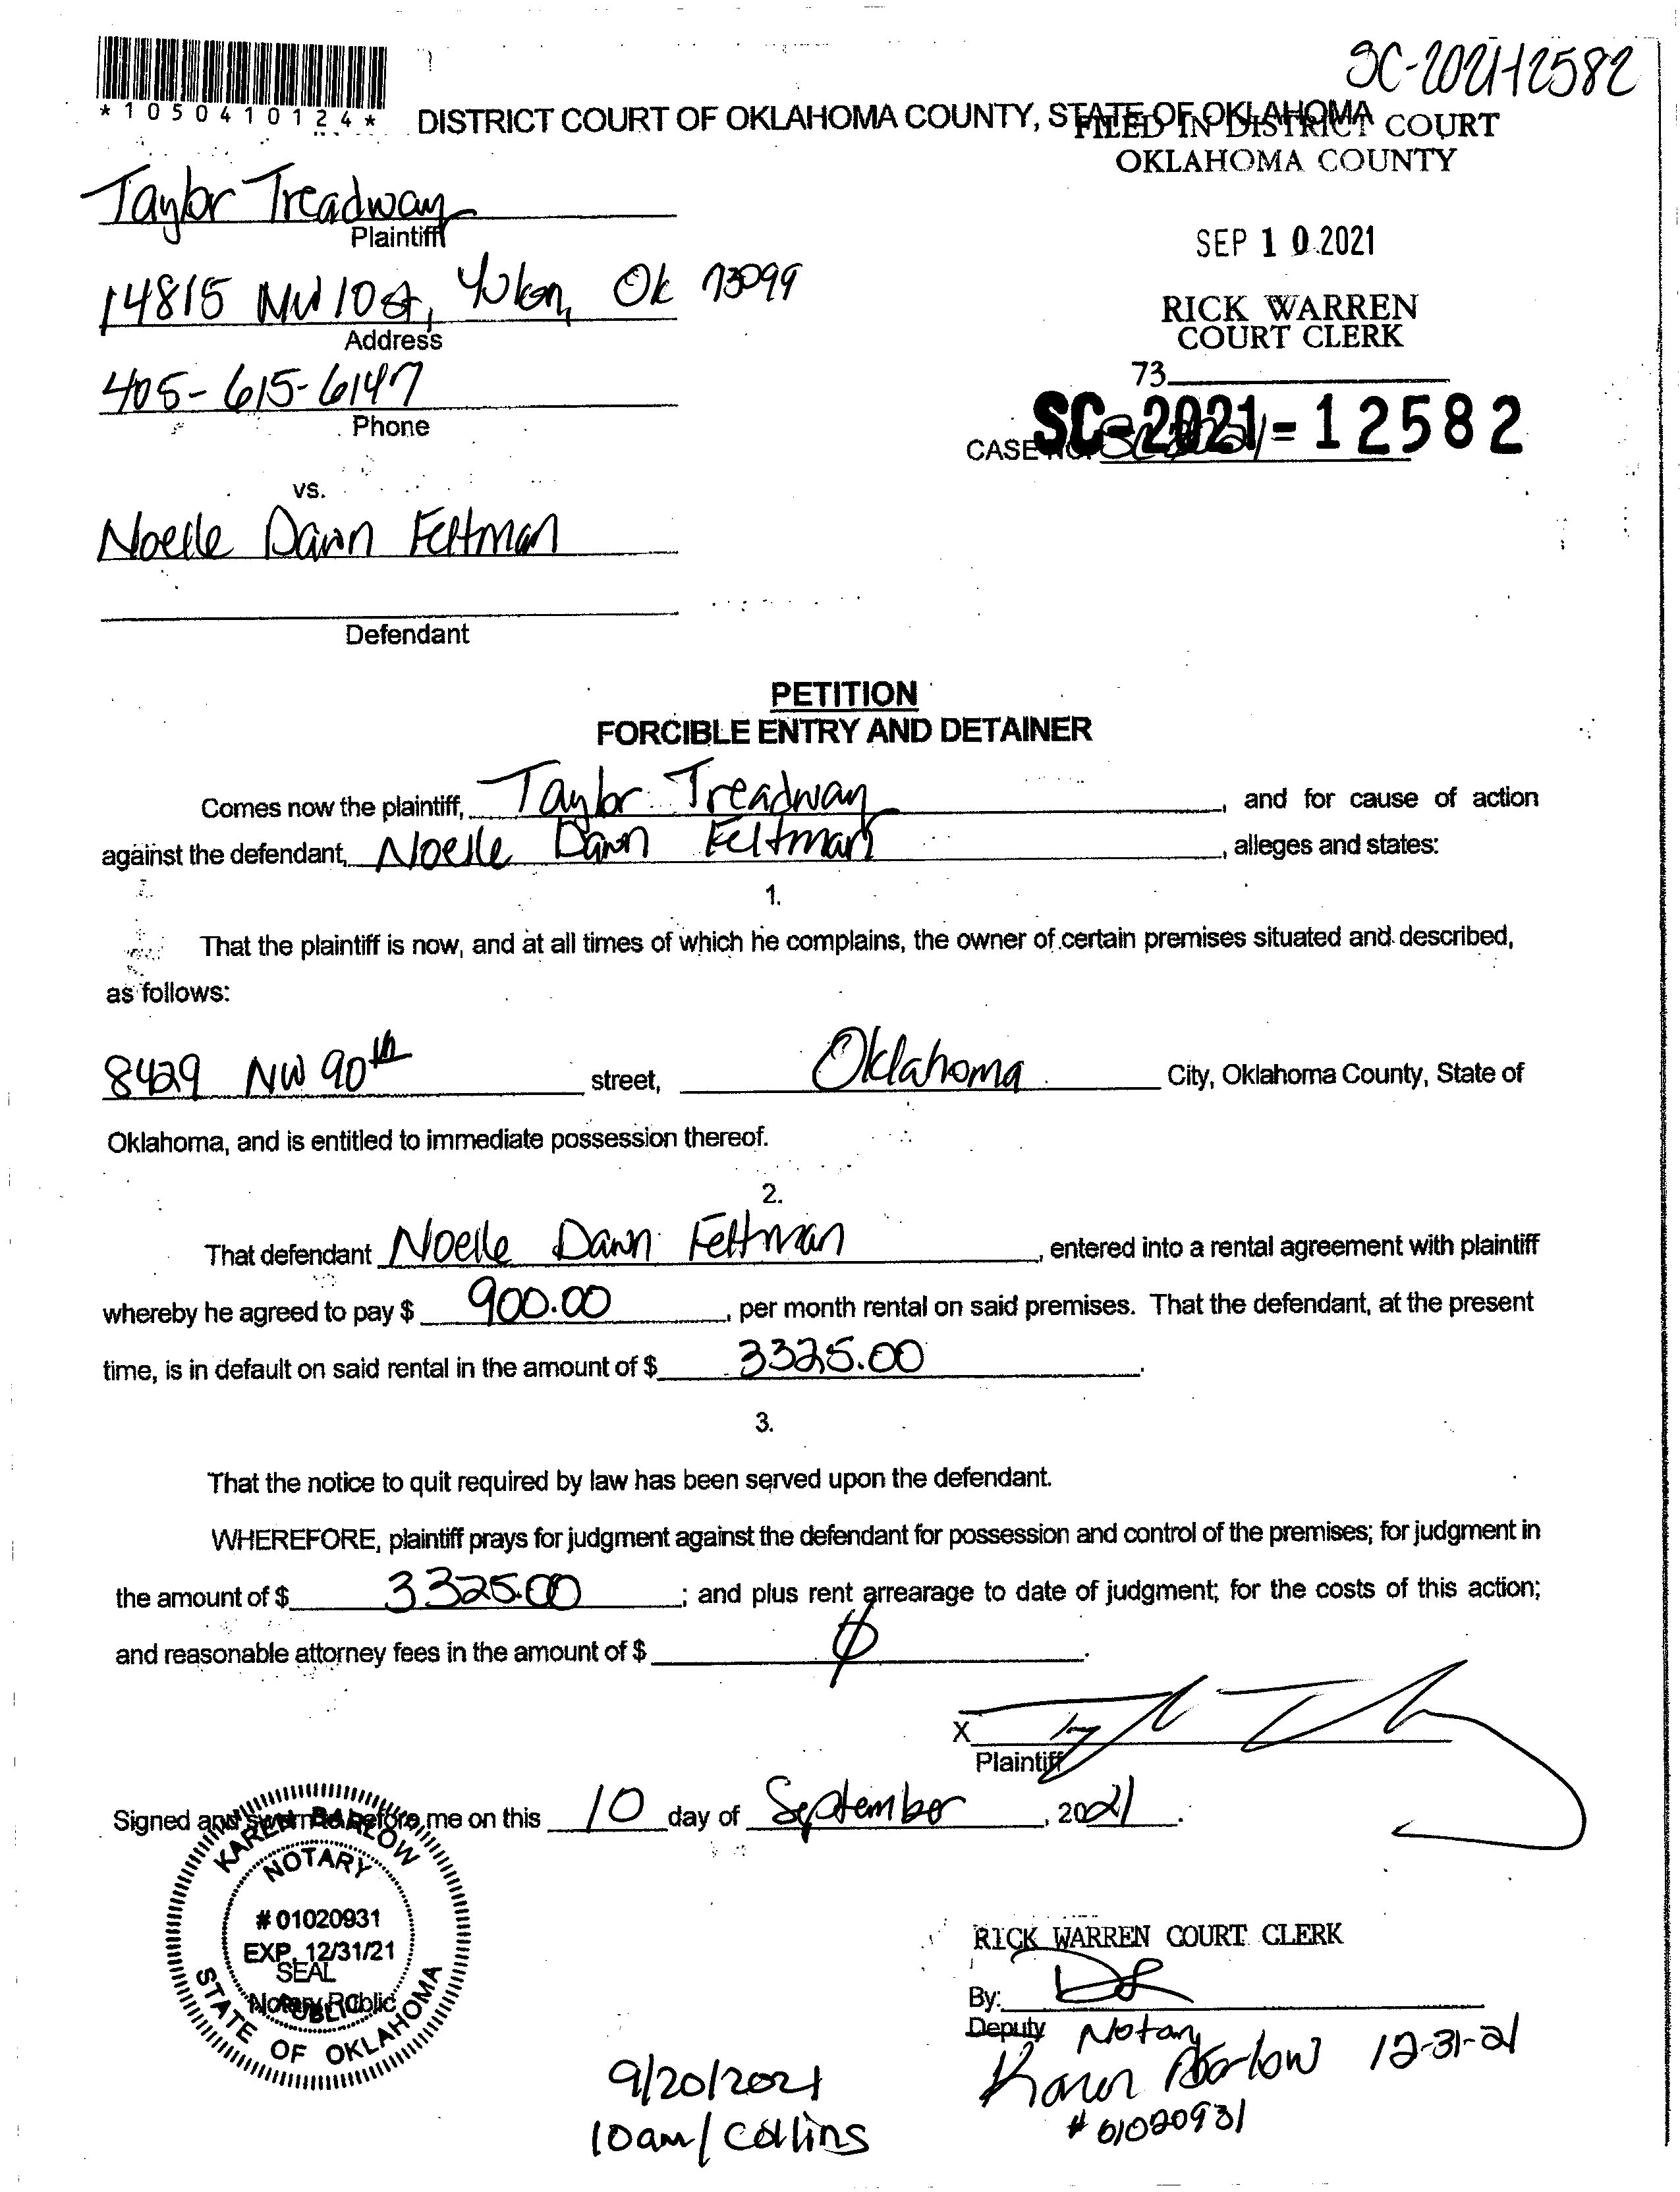 SC-2021-12582
*1050410124*
DISTRICT COURT OF OKLAHOMA COUNTY, STATE OF OKLAHOMA
FILED IN DISTRICT COURT
OKLAHOMA COUNTY
Taylor Treadway
Plaintiff
SEP 10 2021
14815 NW 10 st, Yukon, Ok 73099
Address
RICK WARREN
COURT CLERK
405-615-6147
Phone
73
CASE NO. SC-2021-12582
vs.
Noelle Dawn Feltman
Defendant
PETITION
FORCIBLE ENTRY AND DETAINER
Comes now the plaintiff, Taylor Treadway, and for cause of action
against the defendant, Noelle Dawn Feltman, alleges and states:
1.
That the plaintiff is now, and at all times of which he complains, the owner of certain premises situated and described,
as follows:
8429 NW 90th street, Oklahoma City, Oklahoma County, State of
Oklahoma, and is entitled to immediate possession thereof.
2.
That defendant Noelle Dawn Feltman, entered into a rental agreement with plaintiff
whereby he agreed to pay $ 900.00, per month rental on said premises. That the defendant, at the present
time, is in default on said rental in the amount of $ 3325.00.
3.
That the notice to quit required by law has been served upon the defendant.
WHEREFORE, plaintiff prays for judgment against the defendant for possession and control of the premises; for judgment in
the amount of $ 3325.00; and plus rent arrearage to date of judgment; for the costs of this action;
and reasonable attorney fees in the amount of $ ∅.
X
Plaintiff
Signed and sworn to before me on this 10 day of September, 2021.
KAREN BARLOW
NOTARY
# 01020931
EXP. 12/31/21
SEAL
Notary Public
PUBLIC
STATE OF OKLAHOMA
RICK WARREN COURT CLERK
By:
Deputy Notary
Karen Barlow 12-31-21
# 01020931
9/20/2021
10am/Collins